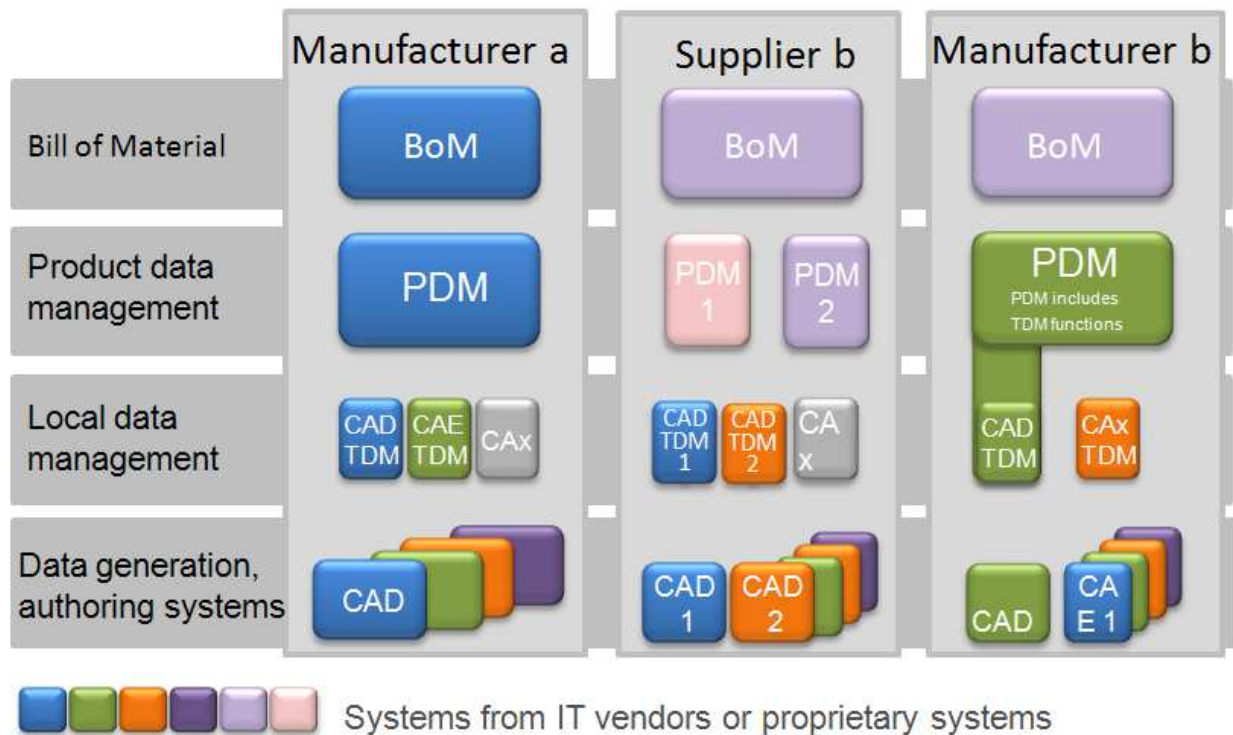 Manufacturer a
Supplier b
Manufacturer b
Bill of Material
BoM
BoM
BoM
Product data
management
PDM
PDM
1
PDM
2
PDM
PDM includes
TDM functions
Local data
management
CAD
TDM
CAE
TDM
CAx
CAD
TDM
1
CAD
TDM
2
CA
x
CAD
TDM
CAx
TDM
Data generation,
authoring systems
CAD
CAD
1
CAD
2
CAD
CA
E 1
Systems from IT vendors or proprietary systems